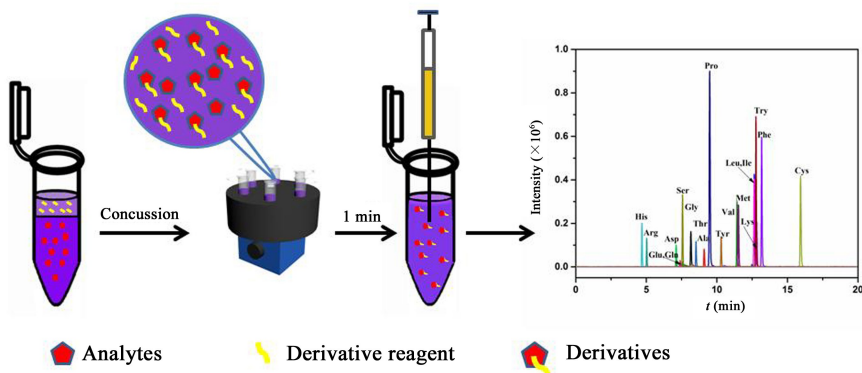 Concussion
1 min
Intensity (×10⁶)
1.0
0.8
0.6
0.4
0.2
0.0
0
5
10
15
20
t (min)
His
Arg
Asp
Glu,Gln
Ser
Gly
Thr
Ala
Pro
Tyr
Val
Met
Leu,Ile
Lys
Try
Phe
Cys
Analytes
Derivative reagent
Derivatives